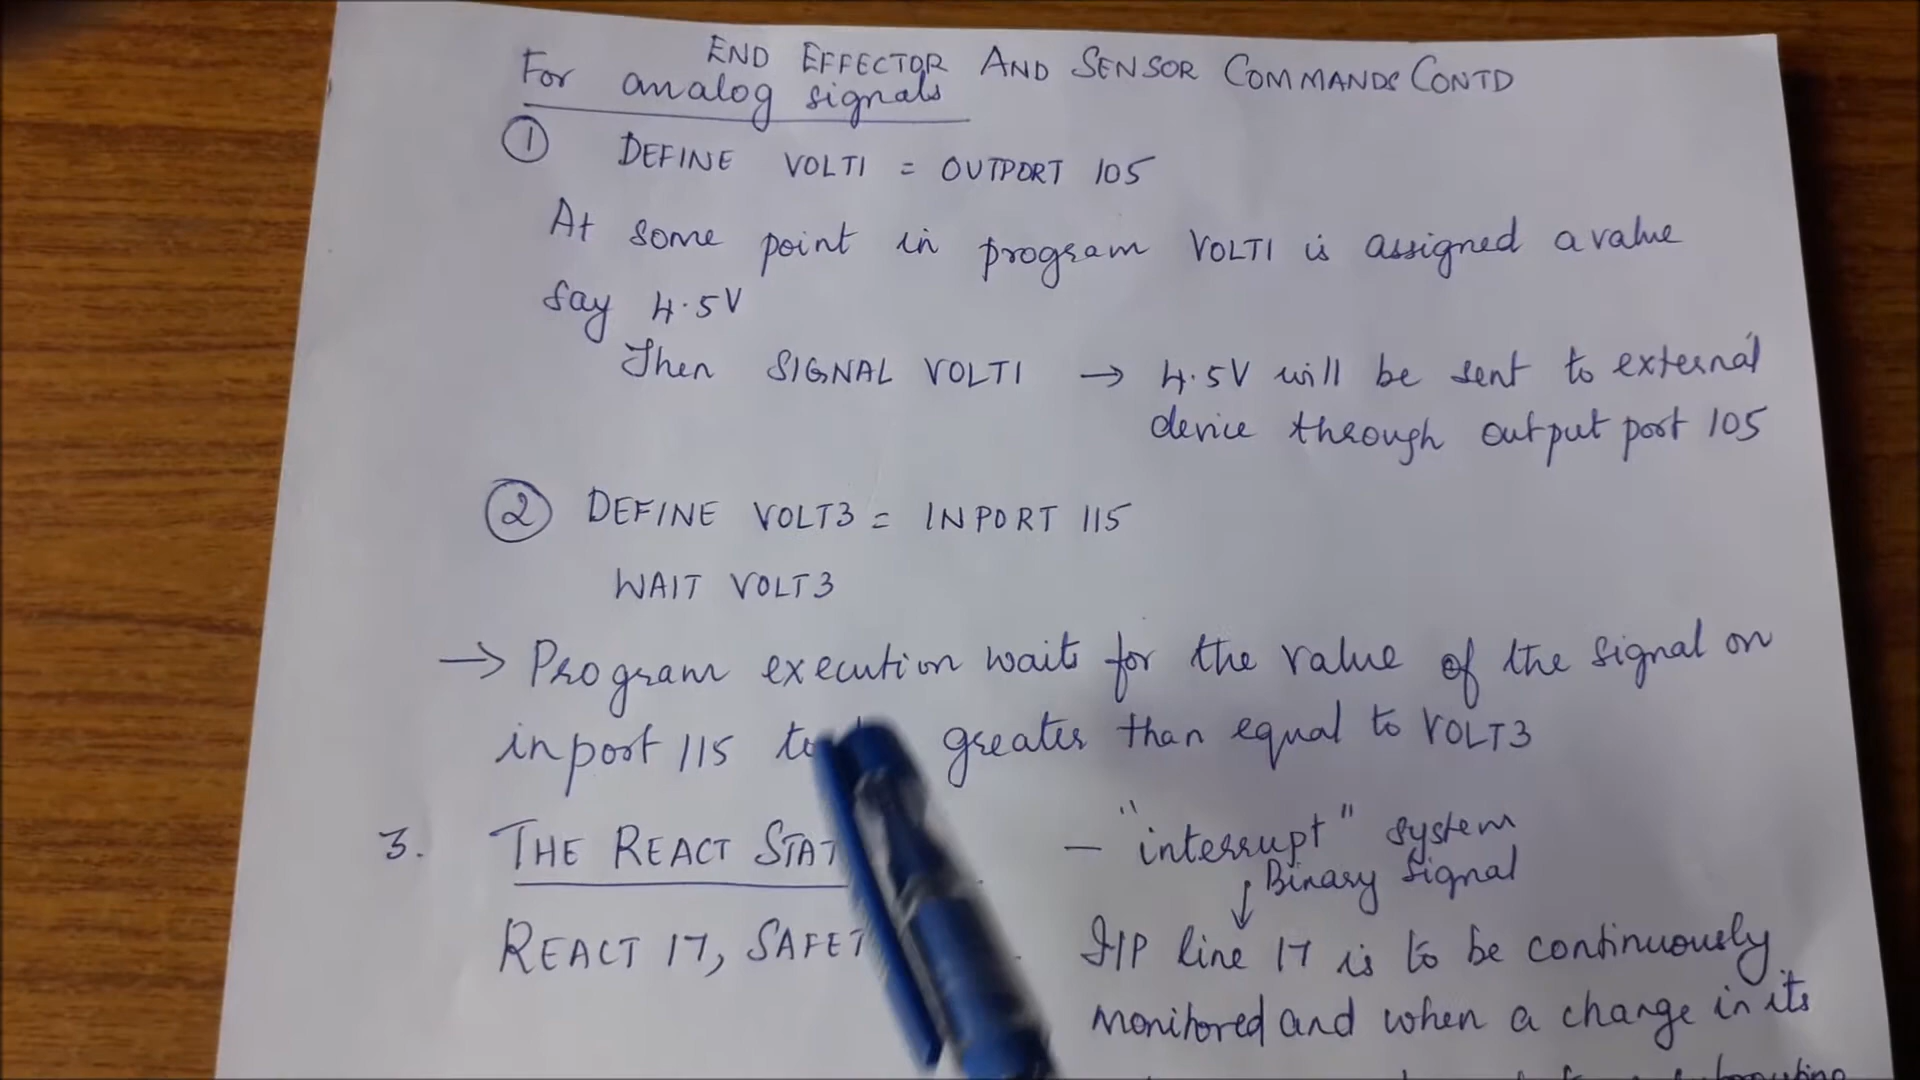 END EFFECTOR AND SENSOR COMMANDS CONTD
For analog signals
① DEFINE VOLT1 = OUTPORT 105
At some point in program VOLT1 is assigned a value
say 4.5V
Then SIGNAL VOLT1 → 4.5V will be sent to external
device through output port 105
② DEFINE VOLT3 = INPORT 115
WAIT VOLT3
→ Program execution waits for the value of the signal on
inport 115 to greater than equal to VOLT3
3. THE REACT STAT — "interrupt" system
↓ Binary Signal
REACT 17, SAFET I/P line 17 is to be continuously
monitored and when a change in its